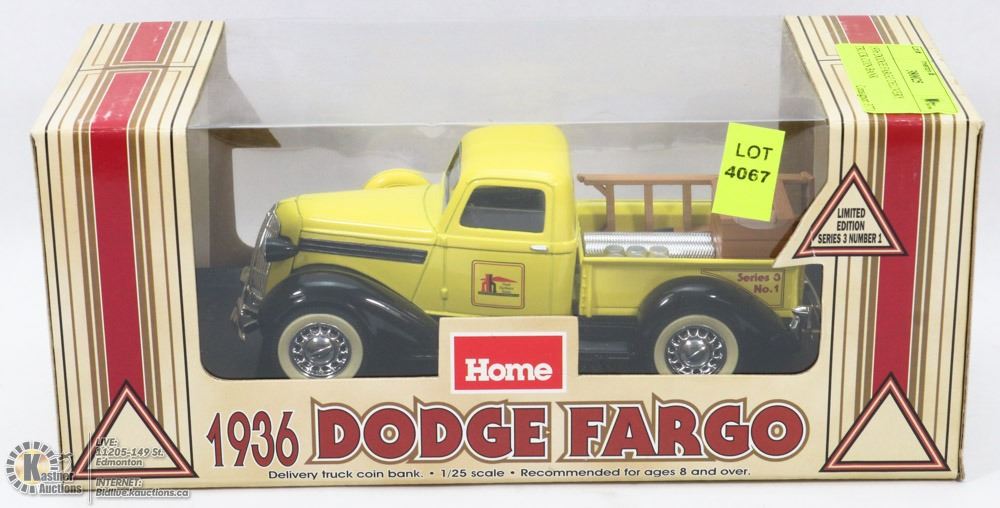 LOT
4067
LIMITED
EDITION
SERIES 3 NUMBER 1
Series 3
No.1
Home
1936 DODGE FARGO
Delivery truck coin bank. • 1/25 scale • Recommended for ages 8 and over.
Kastner
Auctions
LIVE:
11205-149 St.
Edmonton
INTERNET:
Bidlive.kauctions.ca